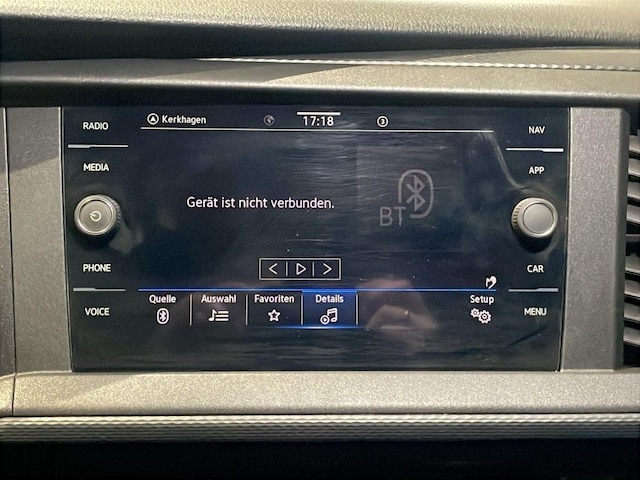 RADIO
Kerkhagen
17:18
3
NAV
MEDIA
APP
Gerät ist nicht verbunden.
BT
PHONE
CAR
Quelle Auswahl Favoriten Details Setup
VOICE
MENU